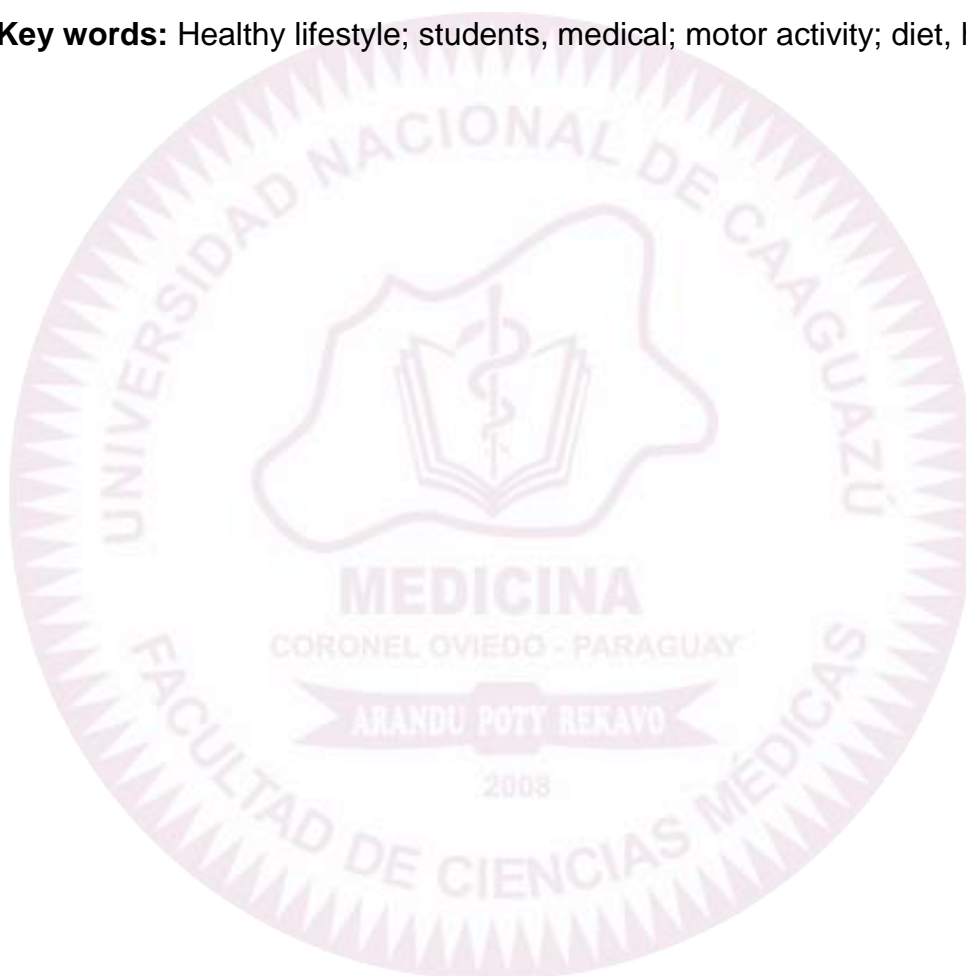 Key words: Healthy lifestyle; students, medical; motor activity; diet,
UNIVERSIDAD NACIONAL DE CAAGUAZÚ
MEDICINA
CORONEL OVIEDO - PARAGUAY
ARANDU POTY REKAVO
2008
FACULTAD DE CIENCIAS MÉDICAS